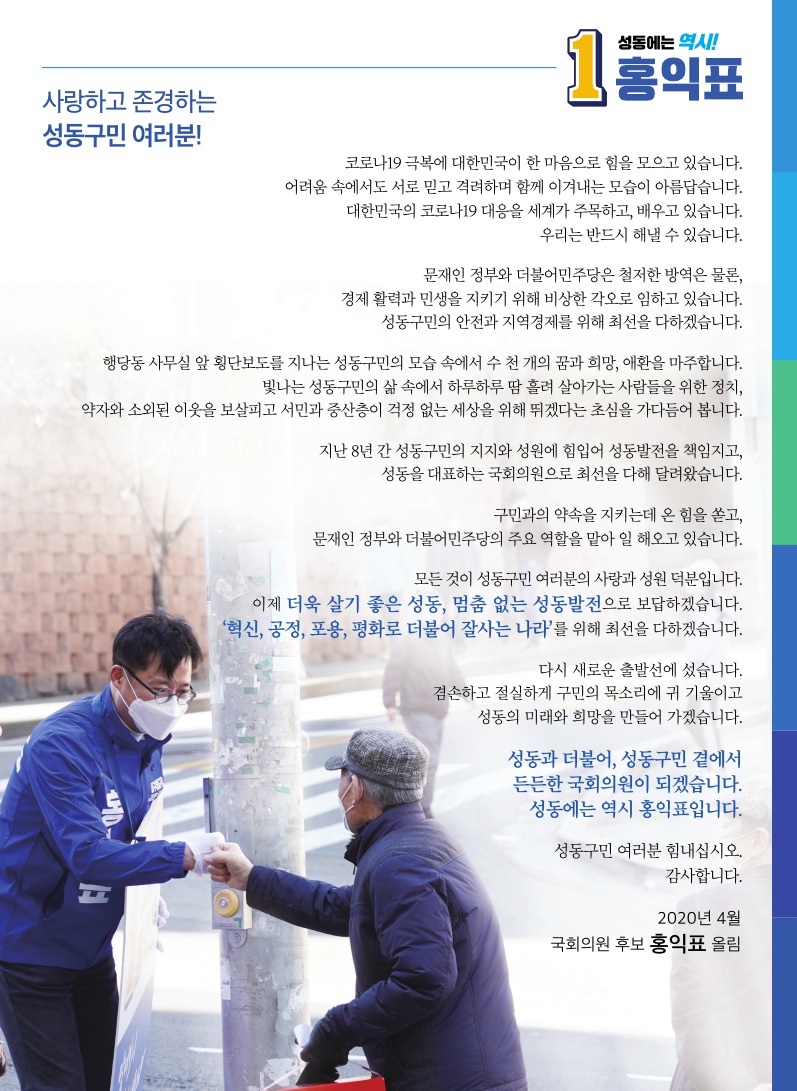 1
성동에는 역시!
홍익표
사랑하고 존경하는
성동구민 여러분!
코로나19 극복에 대한민국이 한 마음으로 힘을 모으고 있습니다.
어려움 속에서도 서로 믿고 격려하며 함께 이겨내는 모습이 아름답습니다.
대한민국의 코로나19 대응을 세계가 주목하고, 배우고 있습니다.
우리는 반드시 해낼 수 있습니다.
문재인 정부와 더불어민주당은 철저한 방역은 물론,
경제 활력과 민생을 지키기 위해 비상한 각오로 임하고 있습니다.
성동구민의 안전과 지역경제를 위해 최선을 다하겠습니다.
행당동 사무실 앞 횡단보도를 지나는 성동구민의 모습 속에서 수 천 개의 꿈과 희망, 애환을 마주합니다.
빛나는 성동구민의 삶 속에서 하루하루 땀 흘려 살아가는 사람들을 위한 정치,
약자와 소외된 이웃을 보살피고 서민과 중산층이 걱정 없는 세상을 위해 뛰겠다는 초심을 가다듬어 봅니다.
지난 8년 간 성동구민의 지지와 성원에 힘입어 성동발전을 책임지고,
성동을 대표하는 국회의원으로 최선을 다해 달려왔습니다.
구민과의 약속을 지키는데 온 힘을 쏟고,
문재인 정부와 더불어민주당의 주요 역할을 맡아 일 해오고 있습니다.
모든 것이 성동구민 여러분의 사랑과 성원 덕분입니다.
이제 더욱 살기 좋은 성동, 멈춤 없는 성동발전으로 보답하겠습니다.
‘혁신, 공정, 포용, 평화로 더불어 잘사는 나라’를 위해 최선을 다하겠습니다.
다시 새로운 출발선에 섰습니다.
겸손하고 절실하게 구민의 목소리에 귀 기울이고
성동의 미래와 희망을 만들어 가겠습니다.
성동과 더불어, 성동구민 곁에서
든든한 국회의원이 되겠습니다.
성동에는 역시 홍익표입니다.
성동구민 여러분 힘내십시오.
감사합니다.
2020년 4월
국회의원 후보 홍익표 올림
홍
표